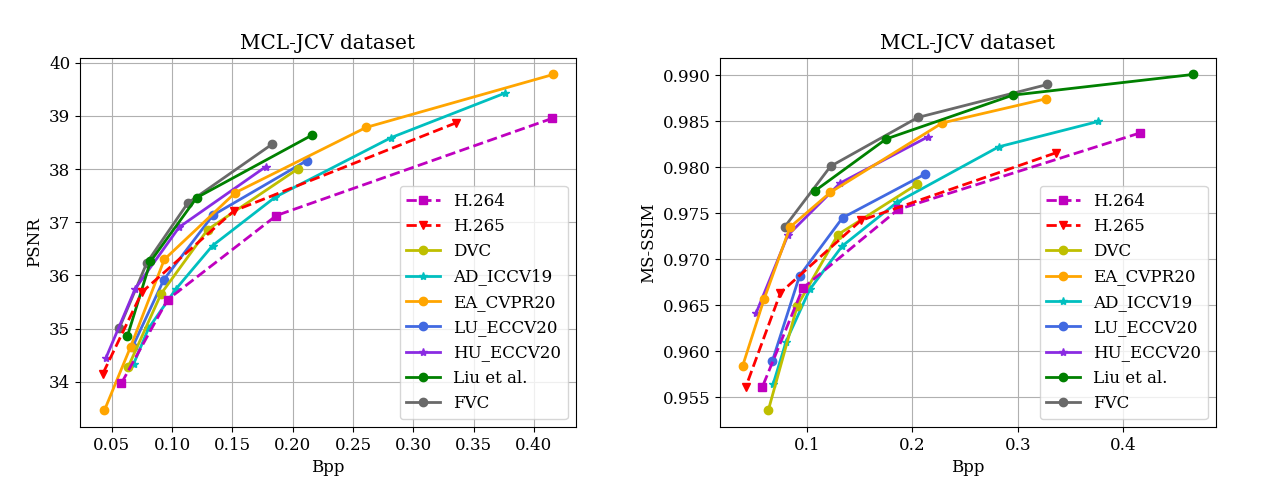 MCL-JCV dataset
40
39
38
37
36
35
34
PSNR
0.05 0.10 0.15 0.20 0.25 0.30 0.35 0.40
Bpp
H.264
H.265
DVC
AD_ICCV19
EA_CVPR20
LU_ECCV20
HU_ECCV20
Liu et al.
FVC
MCL-JCV dataset
0.990
0.985
0.980
0.975
0.970
0.965
0.960
0.955
MS-SSIM
0.1 0.2 0.3 0.4
Bpp
H.264
H.265
DVC
EA_CVPR20
AD_ICCV19
LU_ECCV20
HU_ECCV20
Liu et al.
FVC